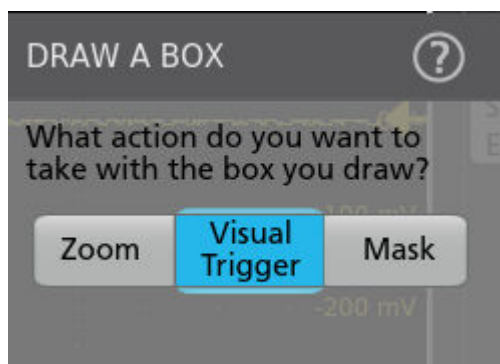 DRAW A BOX
?
What action do you want to
take with the box you draw?
-100 mV
Zoom
Visual
Trigger
Mask
-200 mV